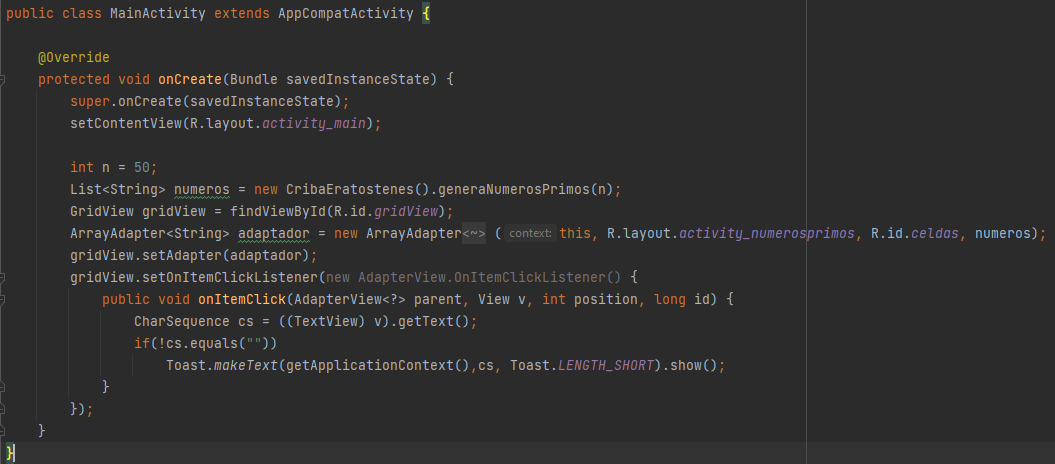 public class MainActivity extends AppCompatActivity {
@Override
protected void onCreate(Bundle savedInstanceState) {
super.onCreate(savedInstanceState);
setContentView(R.layout.activity_main);
int n = 50;
List<String> numeros = new CribaEratostenes().generaNumerosPrimos(n);
GridView gridView = findViewById(R.id.gridView);
ArrayAdapter<String> adaptador = new ArrayAdapter<~> ( context: this, R.layout.activity_numerosprimos, R.id.celdas, numeros);
gridView.setAdapter(adaptador);
gridView.setOnItemClickListener(new AdapterView.OnItemClickListener() {
public void onItemClick(AdapterView<?> parent, View v, int position, long id) {
CharSequence cs = ((TextView) v).getText();
if(!cs.equals(""))
Toast.makeText(getApplicationContext(),cs, Toast.LENGTH_SHORT).show();
}
});
}
}